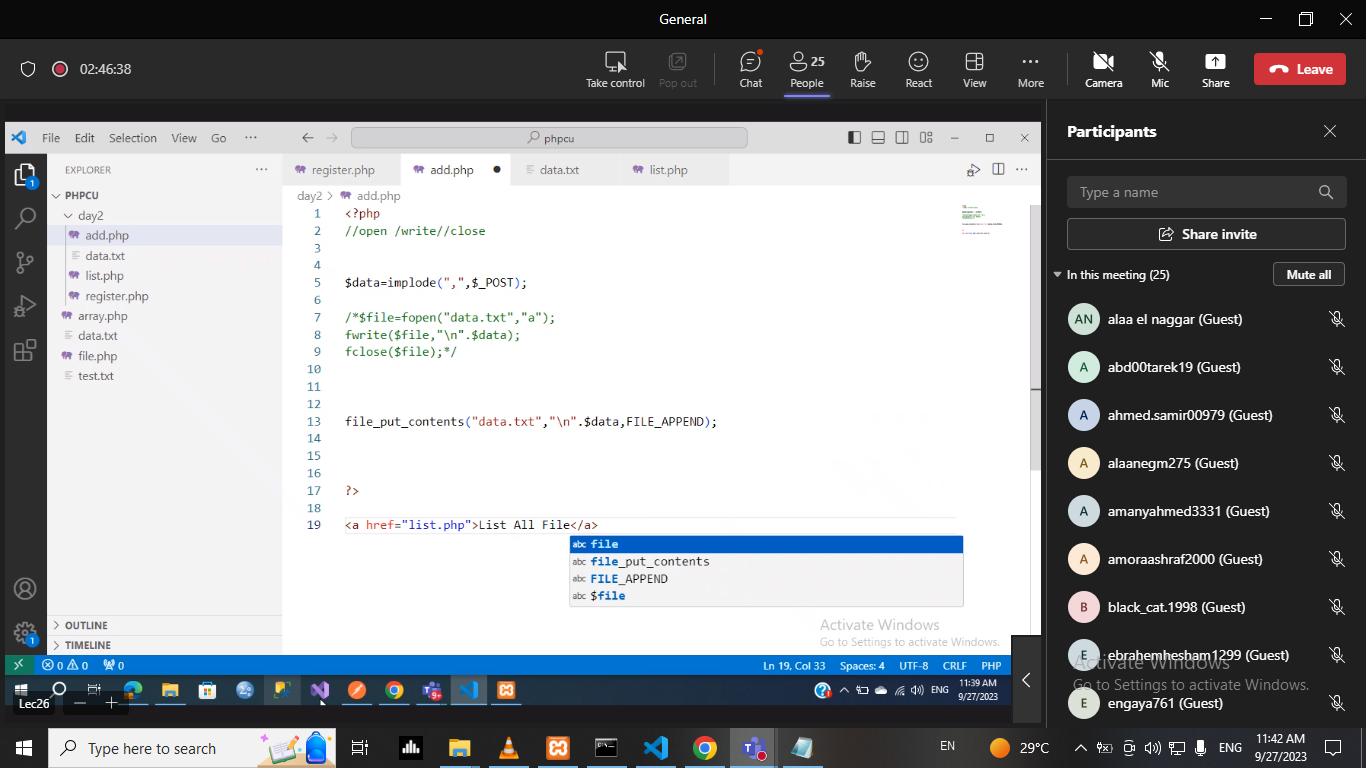 General
02:46:38
Take control
Pop out
Chat
25
People
Raise
React
View
More
Camera
Mic
Share
Leave
File Edit Selection View Go ···
phpcu
EXPLORER
PHPCU
day2
add.php
data.txt
list.php
register.php
array.php
data.txt
file.php
test.txt
OUTLINE
TIMELINE
register.php
add.php
data.txt
list.php
day2 > add.php
1 <?php
2 //open /write//close
3
4
5 $data=implode(",",$_POST);
6
7 /*$file=fopen("data.txt","a");
8 fwrite($file,"\n".$data);
9 fclose($file);*/
10
11
12
13 file_put_contents("data.txt","\n".$data,FILE_APPEND);
14
15
16
17 ?>
18
19 <a href="list.php">List All File</a>
abc file
abc file_put_contents
abc FILE_APPEND
abc $file
Activate Windows
Go to Settings to activate Windows.
1
1
0 0 0
Ln 19, Col 33 Spaces: 4 UTF-8 CRLF PHP
9+
ENG
11:39 AM
9/27/2023
Lec26
Participants
Type a name
Share invite
In this meeting (25)
Mute all
AN alaa el naggar (Guest)
A abd00tarek19 (Guest)
A ahmed.samir00979 (Guest)
A alaanegm275 (Guest)
A amanyahmed3331 (Guest)
A amoraashraf2000 (Guest)
B black_cat.1998 (Guest)
E ebrahemhesham1299 (Guest)
E engaya761 (Guest)
Activate Windows
Go to Settings to activate Windows.
Type here to search
EN
29°C
ENG
11:42 AM
9/27/2023